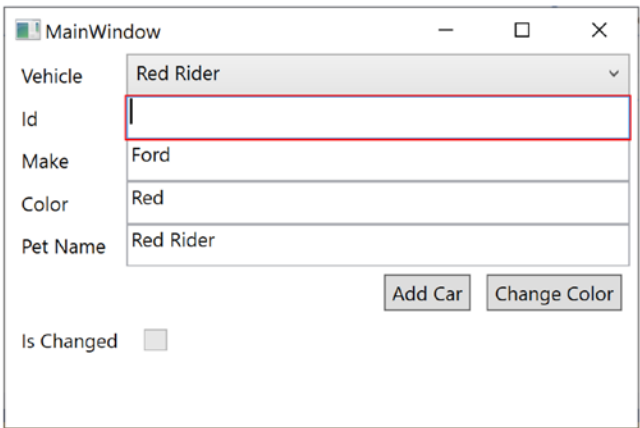 MainWindow
Vehicle Red Rider
Id
Make Ford
Color Red
Pet Name Red Rider
Add Car Change Color
Is Changed